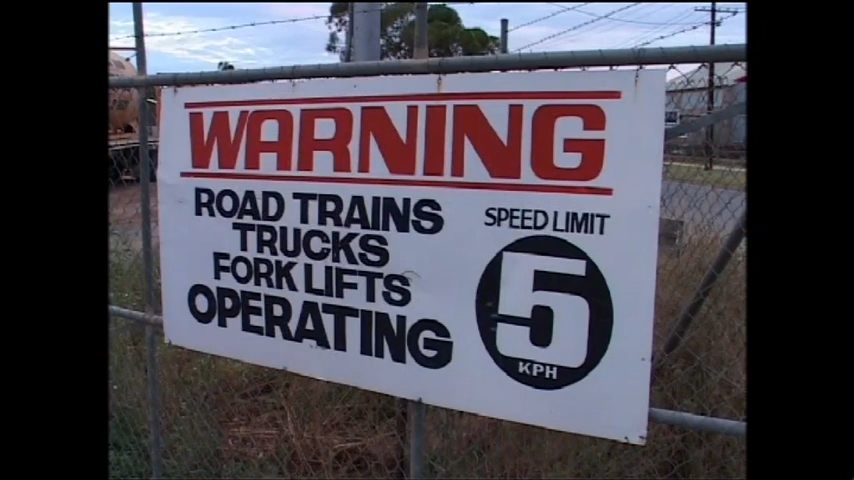 WARNING
ROAD TRAINS
TRUCKS
FORK LIFTS
OPERATING
SPEED LIMIT
5
KPH